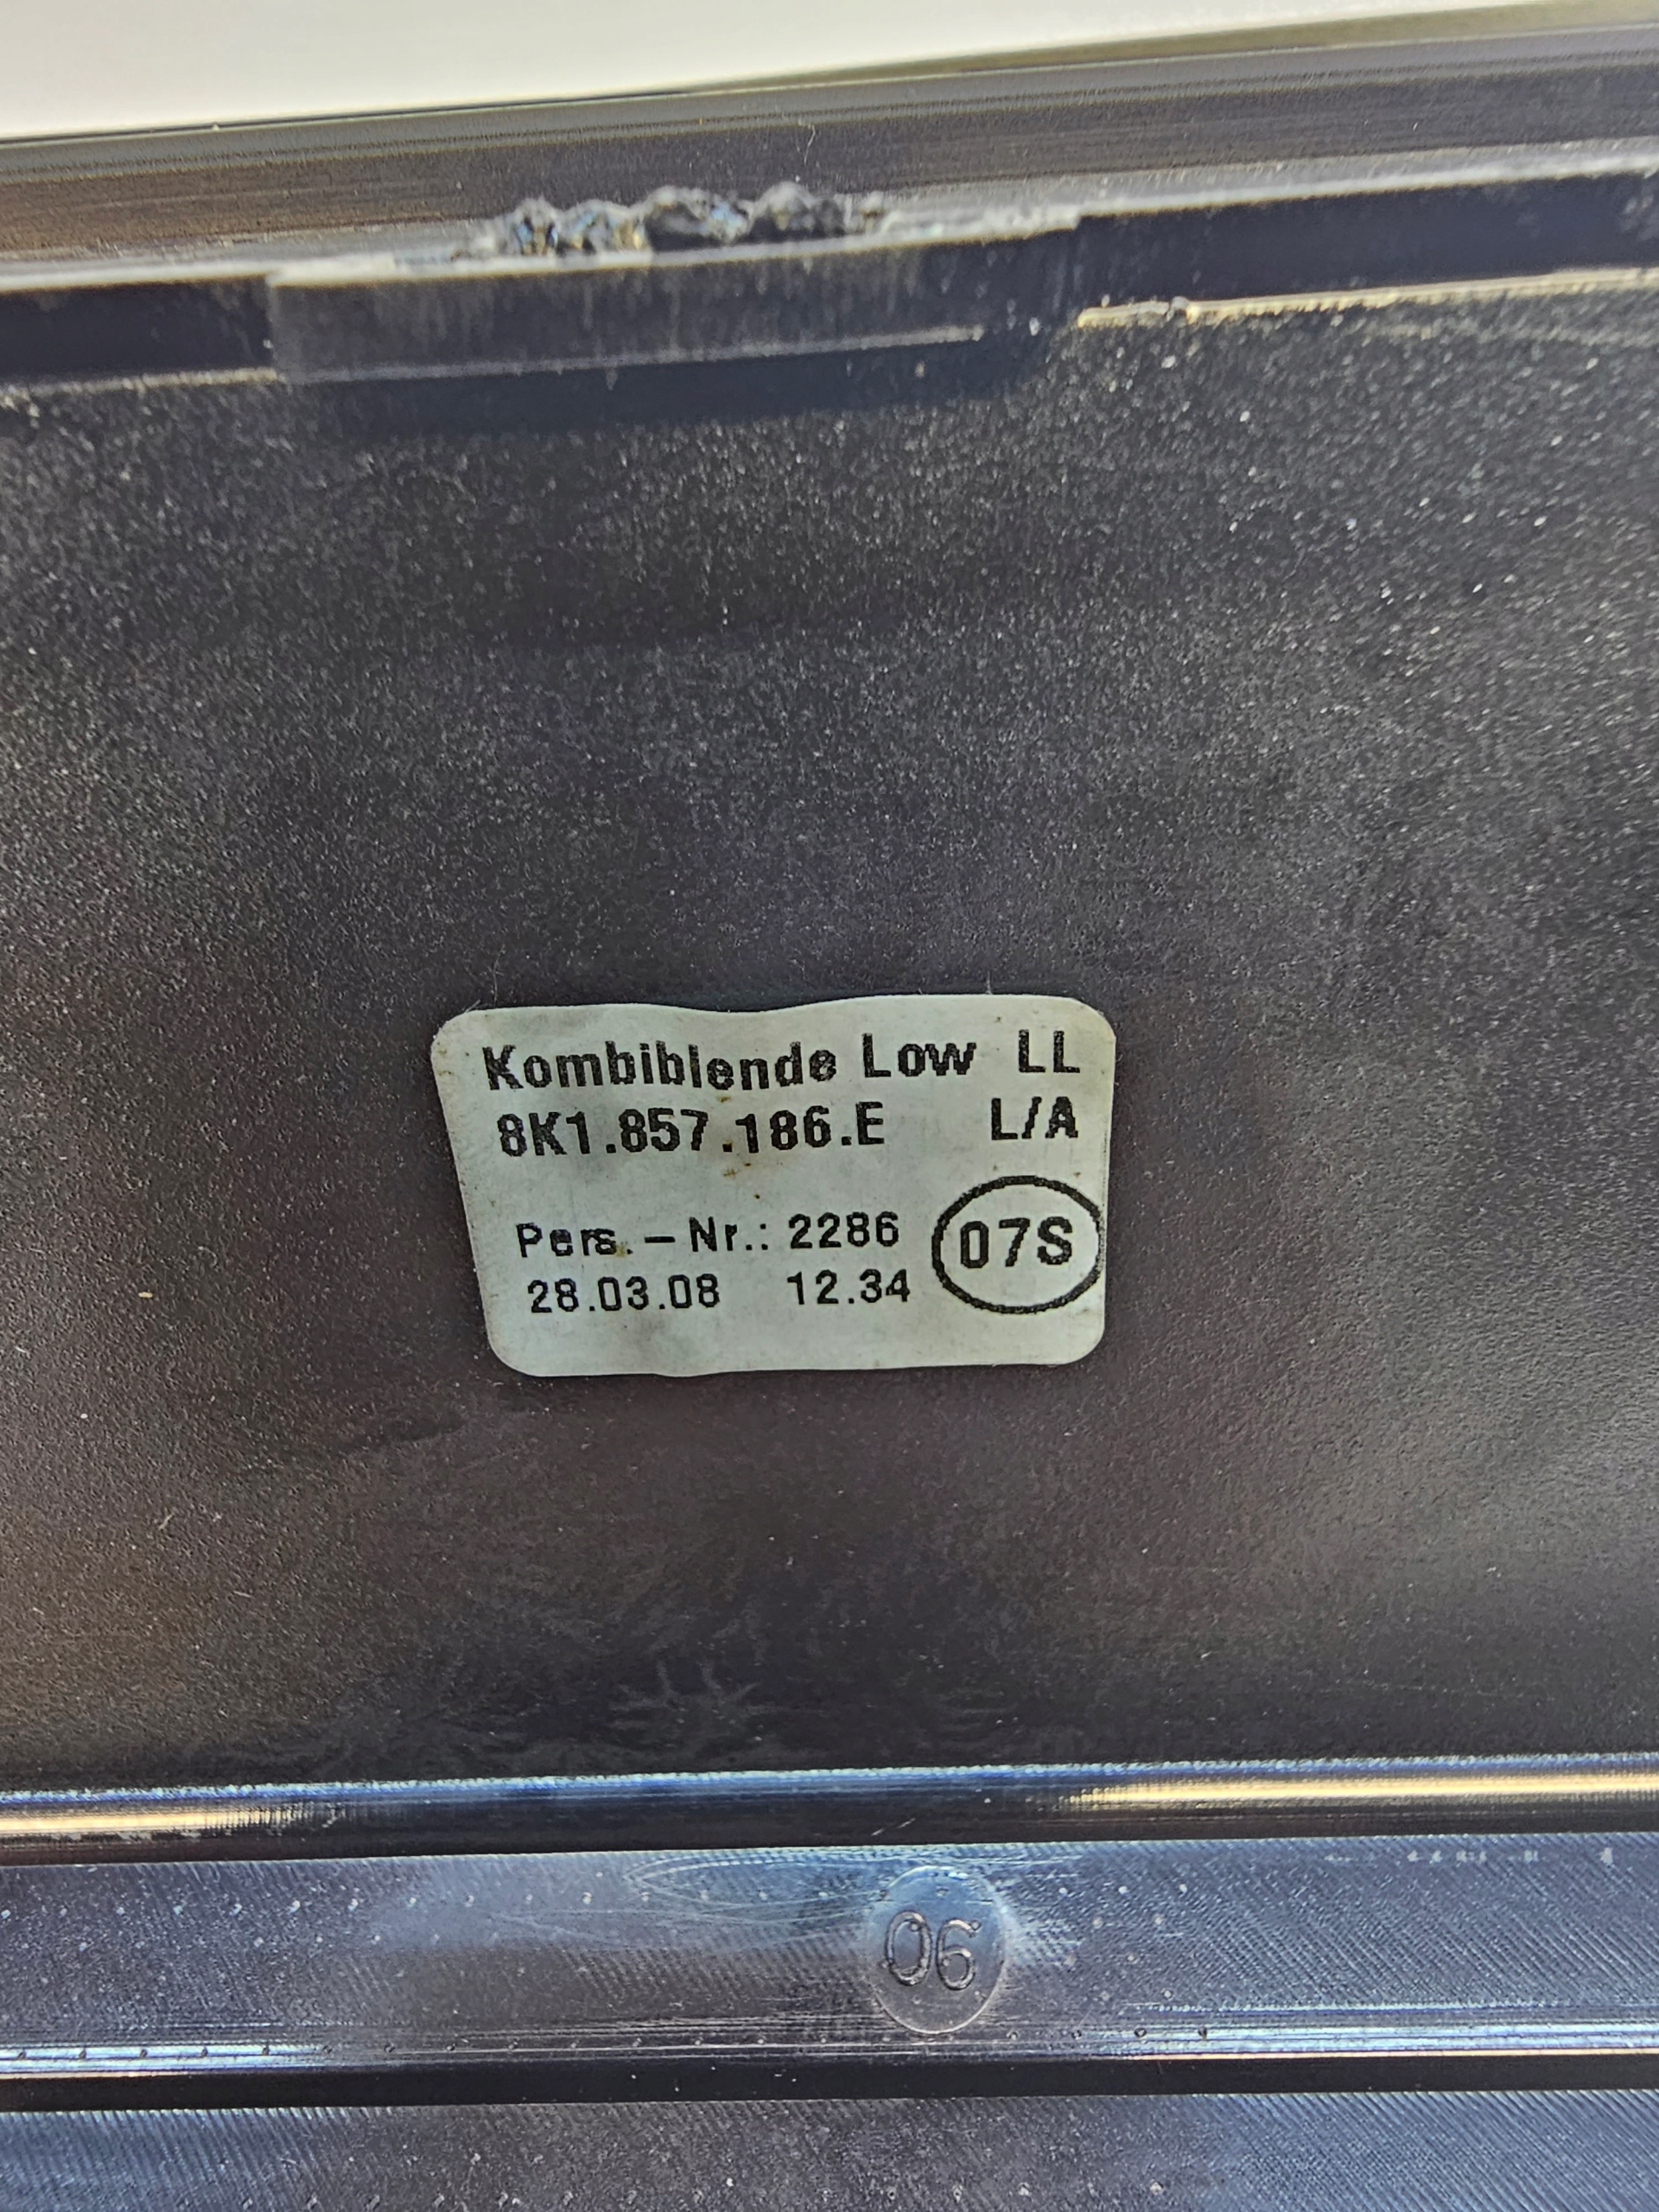 Kombiblende Low LL
8K1.857.186.E L/A
Pers.-Nr.: 2286
28.03.08 12.34
07S
06